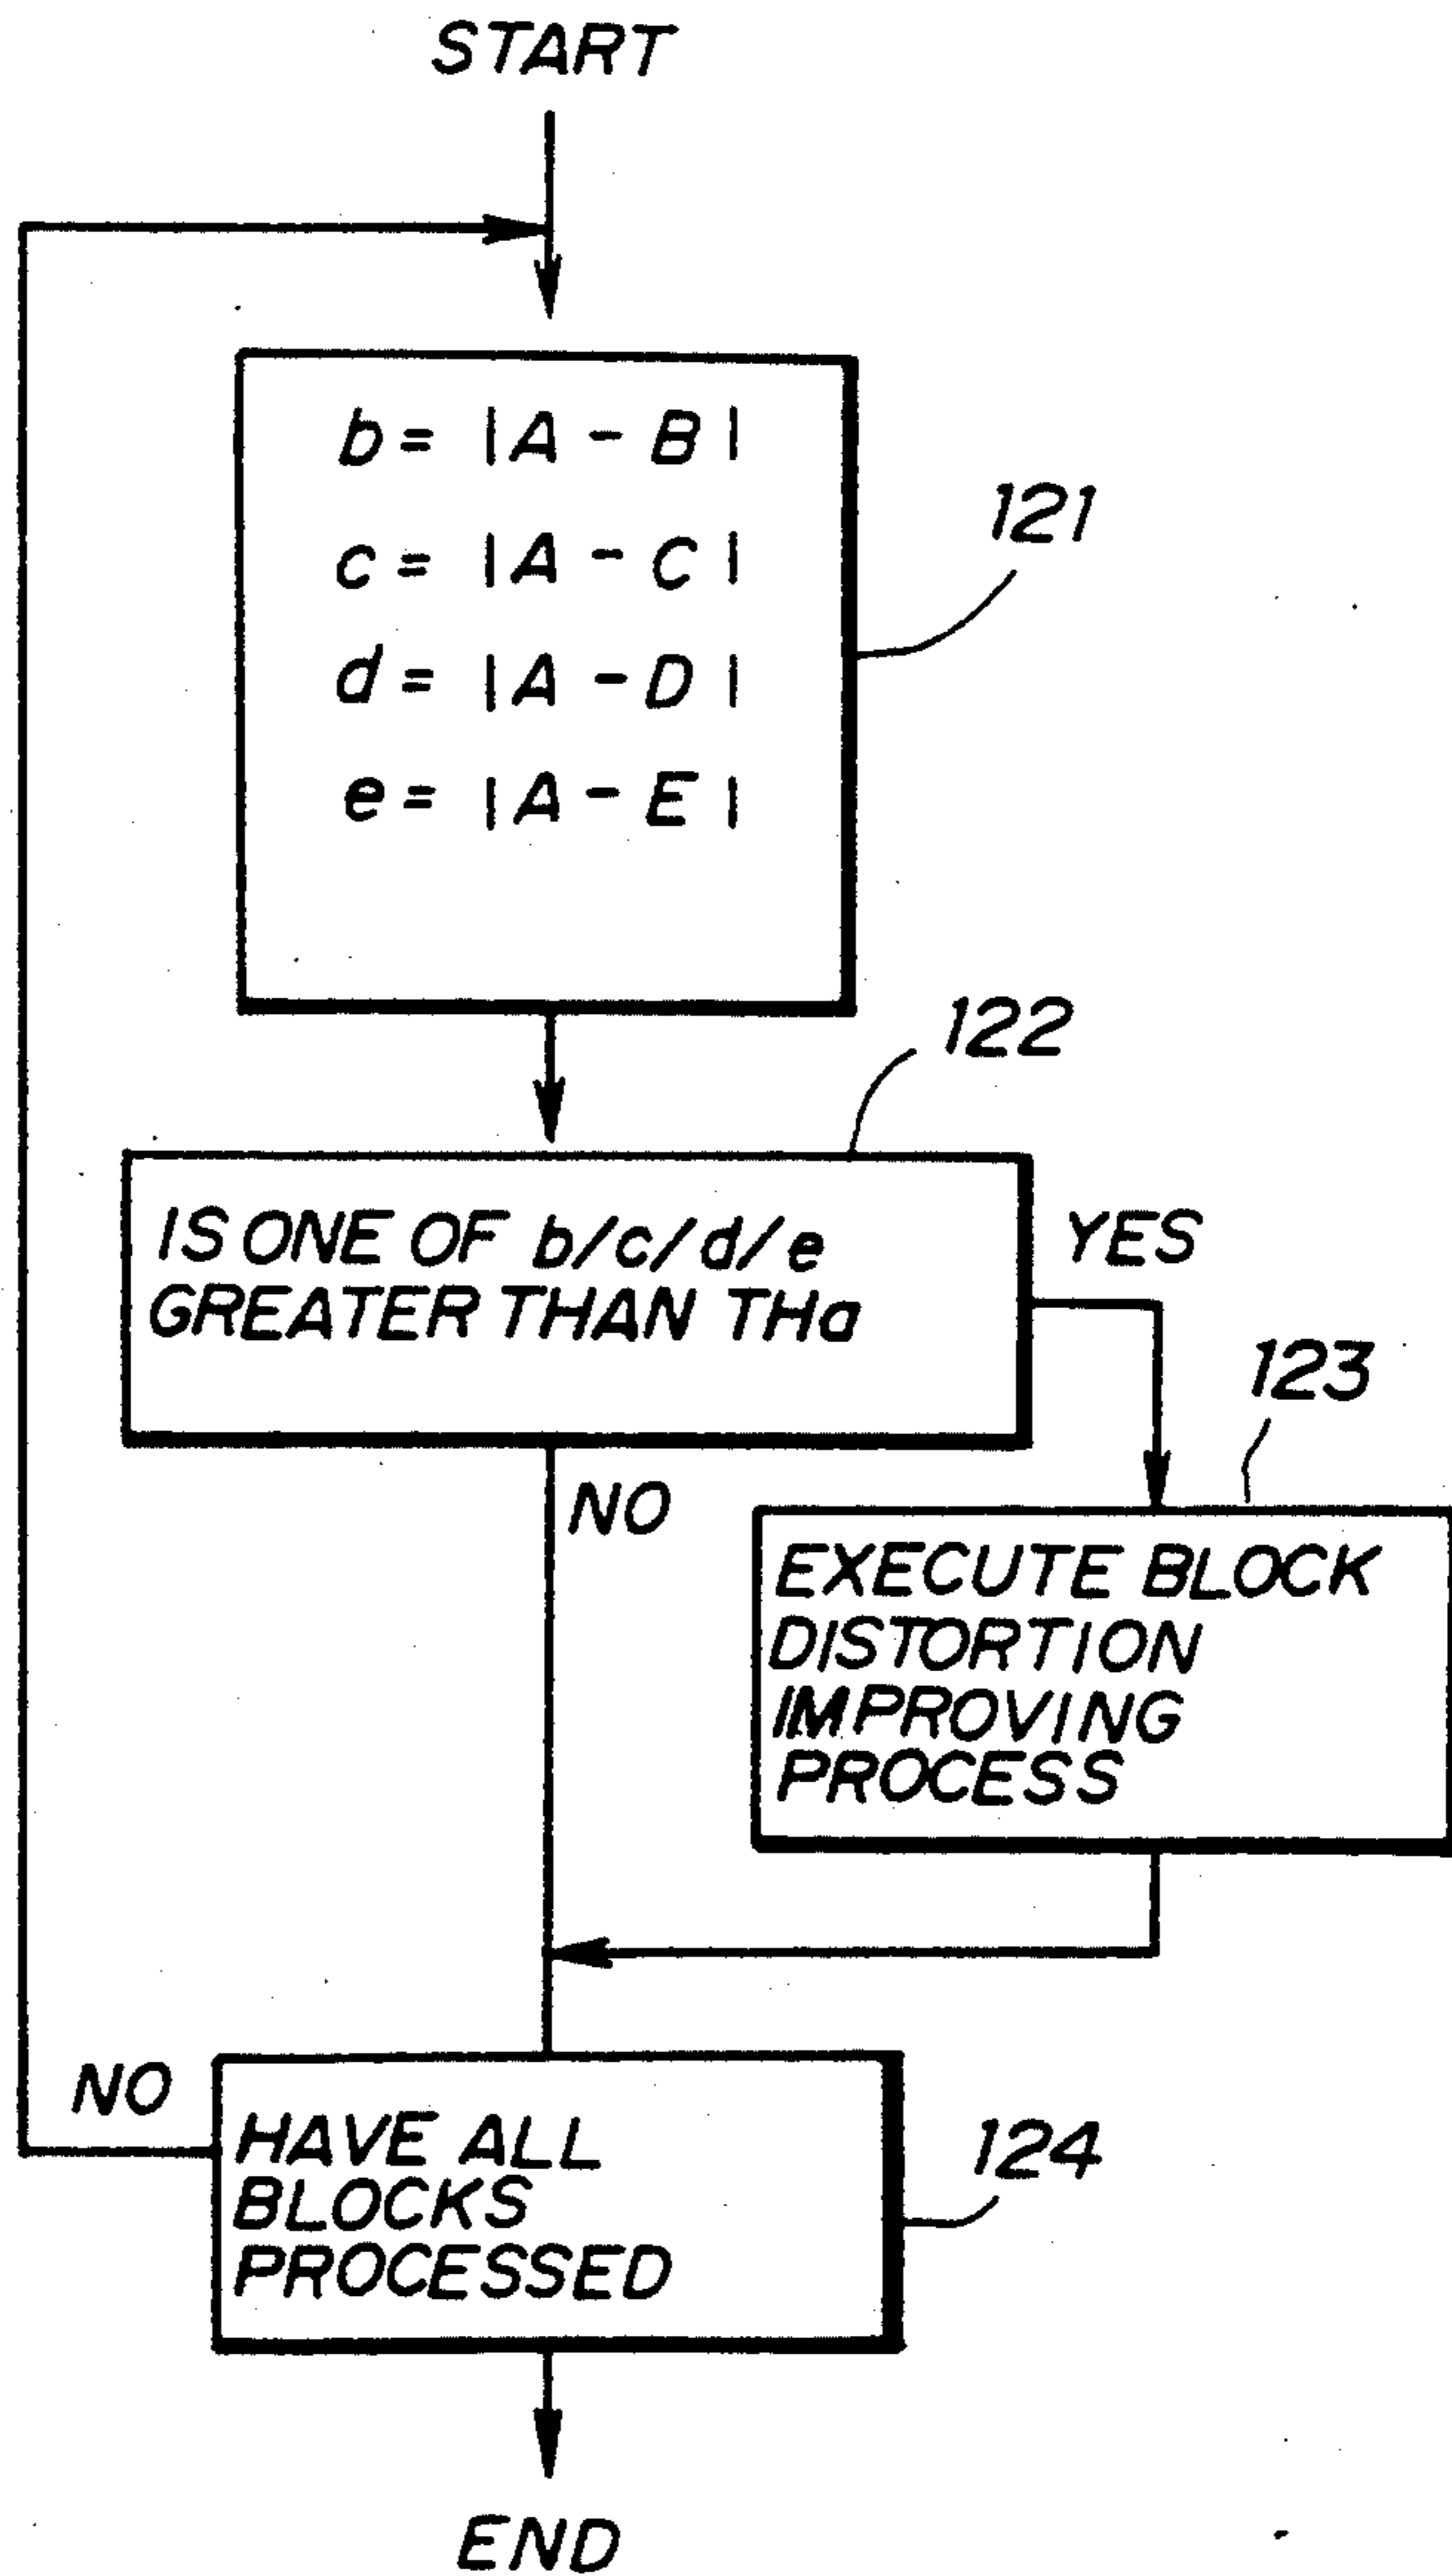 START
b = |A - B|
c = |A - C|
d = |A - D|
e = |A - E|
121
122
IS ONE OF b/c/d/e
GREATER THAN THa
YES
123
NO
EXECUTE BLOCK
DISTORTION
IMPROVING
PROCESS
NO
HAVE ALL
BLOCKS
PROCESSED
124
END